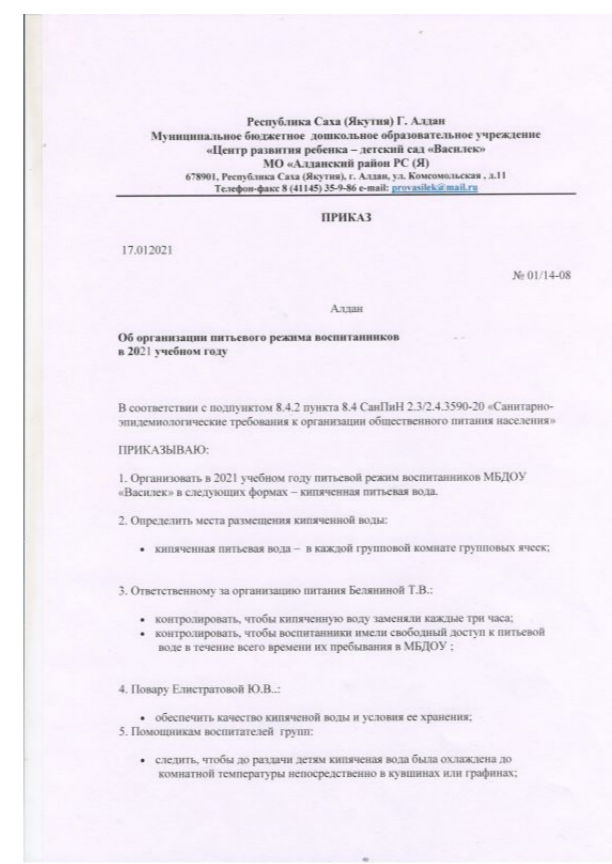 Республика Саха (Якутия) Г. Алдан
Муниципальное бюджетное дошкольное образовательное учреждение
«Центр развития ребенка – детский сад «Василек»
МО «Алданский район РС (Я)
678901, Республика Саха (Якутия), г. Алдан, ул. Комсомольская , д.11
Телефон-факс 8 (41145) 35-9-86 e-mail: provasilek@mail.ru
ПРИКАЗ
17.012021
№ 01/14-08
Алдан
Об организации питьевого режима воспитанников
в 2021 учебном году
В соответствии с подпунктом 8.4.2 пункта 8.4 СанПиН 2.3/2.4.3590-20 «Санитарно-
эпидемиологические требования к организации общественного питания населения»
ПРИКАЗЫВАЮ:
1. Организовать в 2021 учебном году питьевой режим воспитанников МБДОУ
«Василек» в следующих формах – кипяченная питьевая вода.
2. Определить места размещения кипяченной воды:
• кипяченная питьевая вода – в каждой групповой комнате групповых ячеек;
3. Ответственному за организацию питания Беляниной Т.В.:
• контролировать, чтобы кипяченную воду заменяли каждые три часа;
• контролировать, чтобы воспитанники имели свободный доступ к питьевой
воде в течение всего времени их пребывания в МБДОУ ;
4. Повару Елистратовой Ю.В..:
• обеспечить качество кипяченой воды и условия ее хранения;
5. Помощникам воспитателей групп:
• следить, чтобы до раздачи детям кипяченая вода была охлаждена до
комнатной температуры непосредственно в кувшинах или графинах;